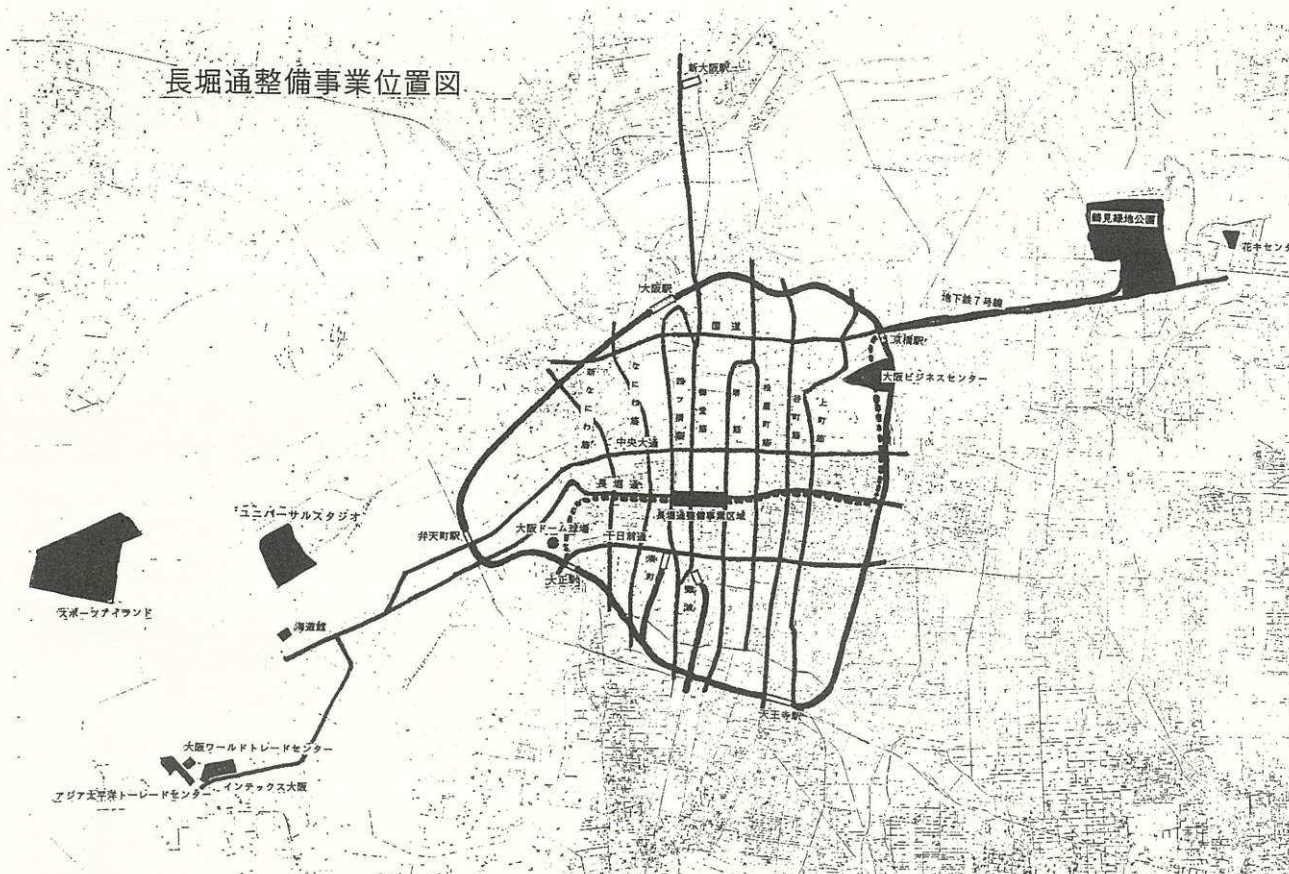 長堀通整備事業位置図
新大阪駅
鶴見緑地公園
花キセンタ
大阪駅
地下鉄7号線
国道
京橋駅
大阪ビジネスセンター
新なにわ筋
なにわ筋
四ツ橋筋
御堂筋
堺筋
松屋町筋
谷町筋
上町筋
中央大通
長堀通
長堀通整備事業区域
ユニバーサルスタジオ
弁天町駅
大阪ドーム球場
千日前通
大正駅
湊町
難波
スポーツアイランド
海遊館
天王寺駅
大阪ワールドトレードセンター
アジア太平洋トーレードセンター
インテックス大阪